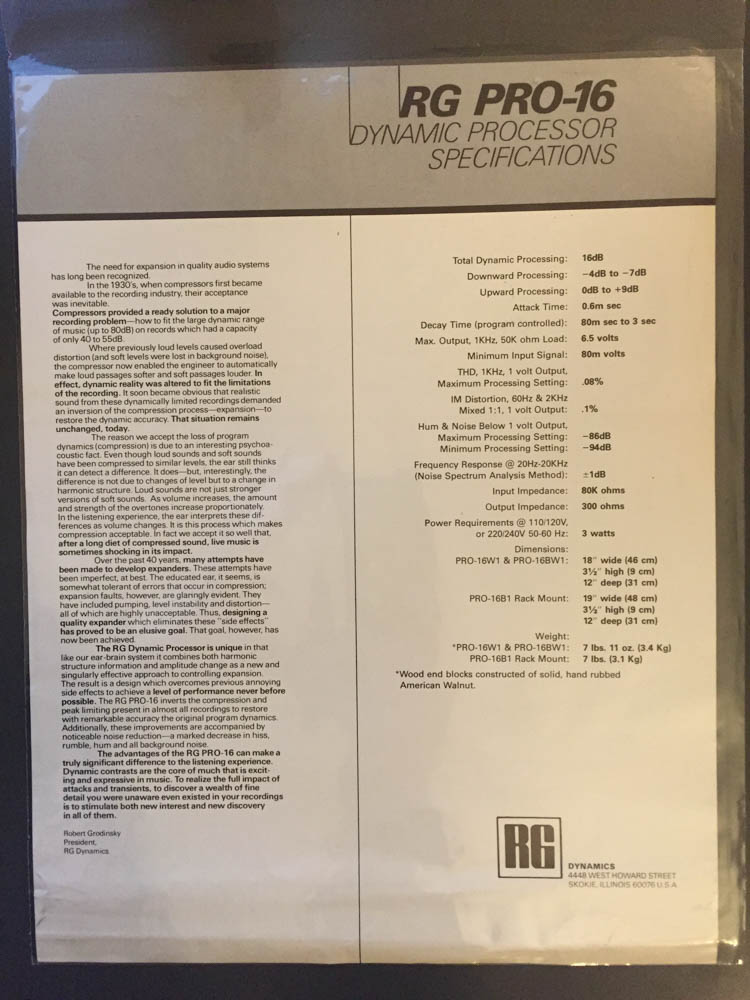 RG PRO-16
DYNAMIC PROCESSOR
SPECIFICATIONS
The need for expansion in quality audio systems
has long been recognized.
In the 1930's, when compressors first became
available to the recording industry, their acceptance
was inevitable.
Compressors provided a ready solution to a major
recording problem—how to fit the large dynamic range
of music (up to 80dB) on records which had a capacity
of only 40 to 55dB.
Where previously loud levels caused overload
distortion (and soft levels were lost in background noise),
the compressor now enabled the engineer to automatically
make loud passages softer and soft passages louder. In
effect, dynamic reality was altered to fit the limitations
of the recording. It soon became obvious that realistic
sound from these dynamically limited recordings demanded
an inversion of the compression process—expansion—to
restore the dynamic accuracy. That situation remains
unchanged, today.
The reason we accept the loss of program
dynamics (compression) is due to an interesting psychoa-
coustic fact. Even though loud sounds and soft sounds
have been compressed to similar levels, the ear still thinks
it can detect a difference. It does—but, interestingly, the
difference is not due to changes of level but to a change in
harmonic structure. Loud sounds are not just stronger
versions of soft sounds. As volume increases, the amount
and strength of the overtones increase proportionately.
In the listening experience, the ear interprets these dif-
ferences as volume changes. It is this process which makes
compression acceptable. In fact we accept it so well that,
after a long diet of compressed sound, live music is
sometimes shocking in its impact.
Over the past 40 years, many attempts have
been made to develop expanders. These attempts have
been imperfect, at best. The educated ear, it seems, is
somewhat tolerant of errors that occur in compression;
expansion faults, however, are glaringly evident. They
have included pumping, level instability and distortion—
all of which are highly unacceptable. Thus, designing a
quality expander which eliminates these "side effects"
has proved to be an elusive goal. That goal, however, has
now been achieved.
The RG Dynamic Processor is unique in that
like our ear-brain system it combines both harmonic
structure information and amplitude change as a new and
singularly effective approach to controlling expansion.
The result is a design which overcomes previous annoying
side effects to achieve a level of performance never before
possible. The RG PRO-16 inverts the compression and
peak limiting present in almost all recordings to restore
with remarkable accuracy the original program dynamics.
Additionally, these improvements are accompanied by
noticeable noise reduction—a marked decrease in hiss,
rumble, hum and all background noise.
The advantages of the RG PRO-16 can make a
truly significant difference to the listening experience.
Dynamic contrasts are the core of much that is excit-
ing and expressive in music. To realize the full impact of
attacks and transients, to discover a wealth of fine
detail you were unaware even existed in your recordings
is to stimulate both new interest and new discovery
in all of them.
Robert Grodinsky
President,
RG Dynamics
Total Dynamic Processing: 16dB
Downward Processing: −4dB to −7dB
Upward Processing: 0dB to +9dB
Attack Time: 0.6m sec
Decay Time (program controlled): 80m sec to 3 sec
Max. Output, 1KHz, 50K ohm Load: 6.5 volts
Minimum Input Signal: 80m volts
THD, 1KHz, 1 volt Output,
Maximum Processing Setting: .08%
IM Distortion, 60Hz & 2KHz
Mixed 1:1, 1 volt Output: .1%
Hum & Noise Below 1 volt Output,
Maximum Processing Setting: −86dB
Minimum Processing Setting: −94dB
Frequency Response @ 20Hz-20KHz
(Noise Spectrum Analysis Method): ±1dB
Input Impedance: 80K ohms
Output Impedance: 300 ohms
Power Requirements @ 110/120V,
or 220/240V 50-60 Hz: 3 watts
Dimensions:
PRO-16W1 & PRO-16BW1: 18" wide (46 cm)
3½" high (9 cm)
12" deep (31 cm)
PRO-16B1 Rack Mount: 19" wide (48 cm)
3½" high (9 cm)
12" deep (31 cm)
Weight:
*PRO-16W1 & PRO-16BW1: 7 lbs. 11 oz. (3.4 Kg)
PRO-16B1 Rack Mount: 7 lbs. (3.1 Kg)
*Wood end blocks constructed of solid, hand rubbed
American Walnut.
RG
DYNAMICS
4448 WEST HOWARD STREET
SKOKIE, ILLINOIS 60076 U.S.A